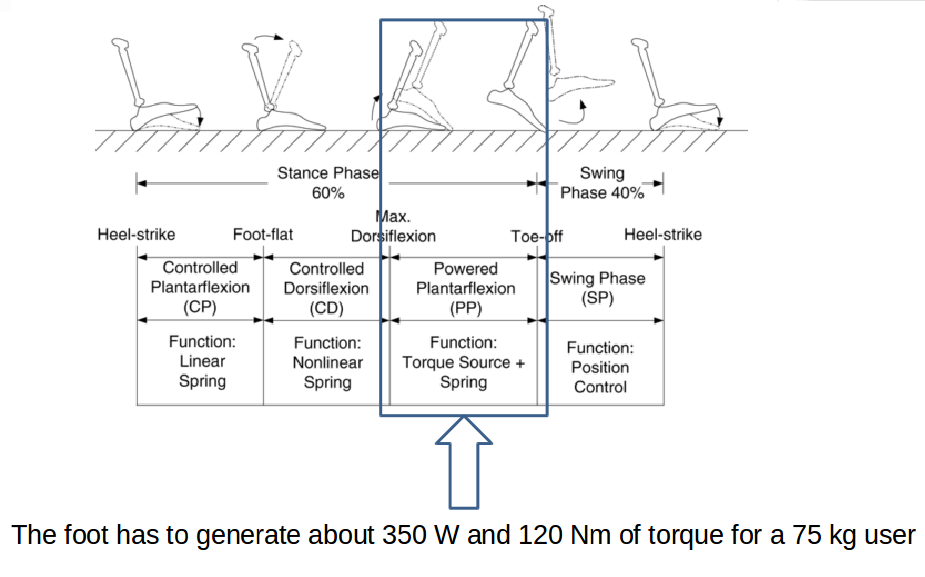 Stance Phase
60%
Swing
Phase 40%
Heel-strike
Foot-flat
Max.
Dorsiflexion
Toe-off
Heel-strike
Controlled
Plantarflexion
(CP)
Controlled
Dorsiflexion
(CD)
Powered
Plantarflexion
(PP)
Swing Phase
(SP)
Function:
Linear
Spring
Function:
Nonlinear
Spring
Function:
Torque Source +
Spring
Function:
Position
Control
The foot has to generate about 350 W and 120 Nm of torque for a 75 kg user